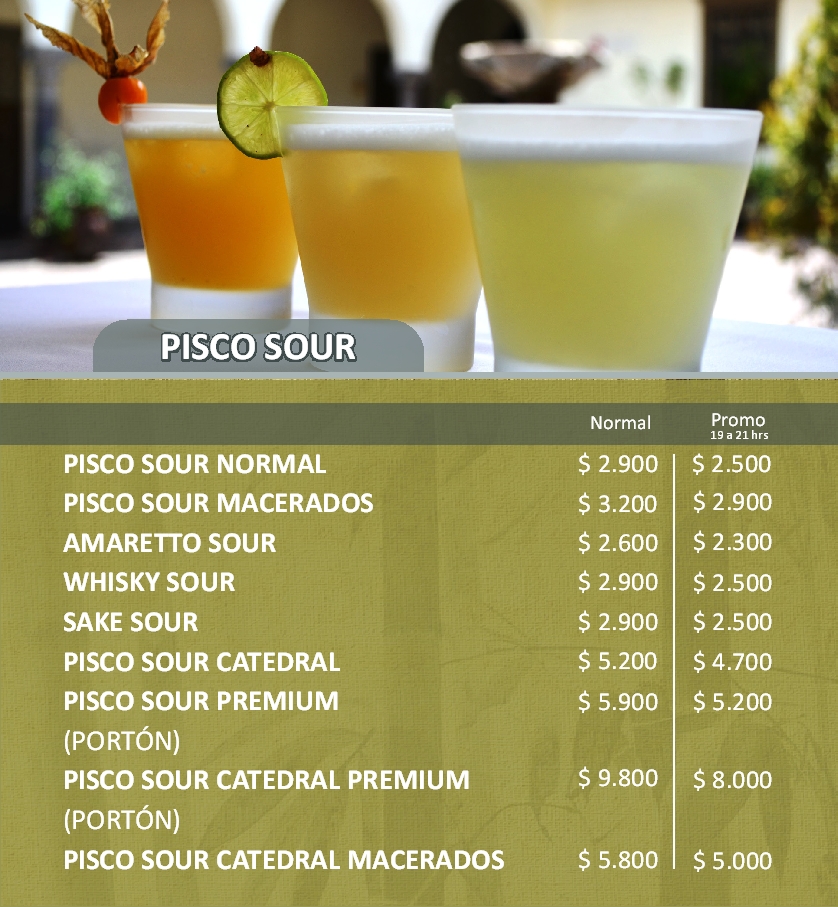 PISCO SOUR
Normal Promo
19 a 21 hrs
PISCO SOUR NORMAL $ 2.900 $ 2.500
PISCO SOUR MACERADOS $ 3.200 $ 2.900
AMARETTO SOUR $ 2.600 $ 2.300
WHISKY SOUR $ 2.900 $ 2.500
SAKE SOUR $ 2.900 $ 2.500
PISCO SOUR CATEDRAL $ 5.200 $ 4.700
PISCO SOUR PREMIUM $ 5.900 $ 5.200
(PORTÓN)
PISCO SOUR CATEDRAL PREMIUM $ 9.800 $ 8.000
(PORTÓN)
PISCO SOUR CATEDRAL MACERADOS $ 5.800 $ 5.000